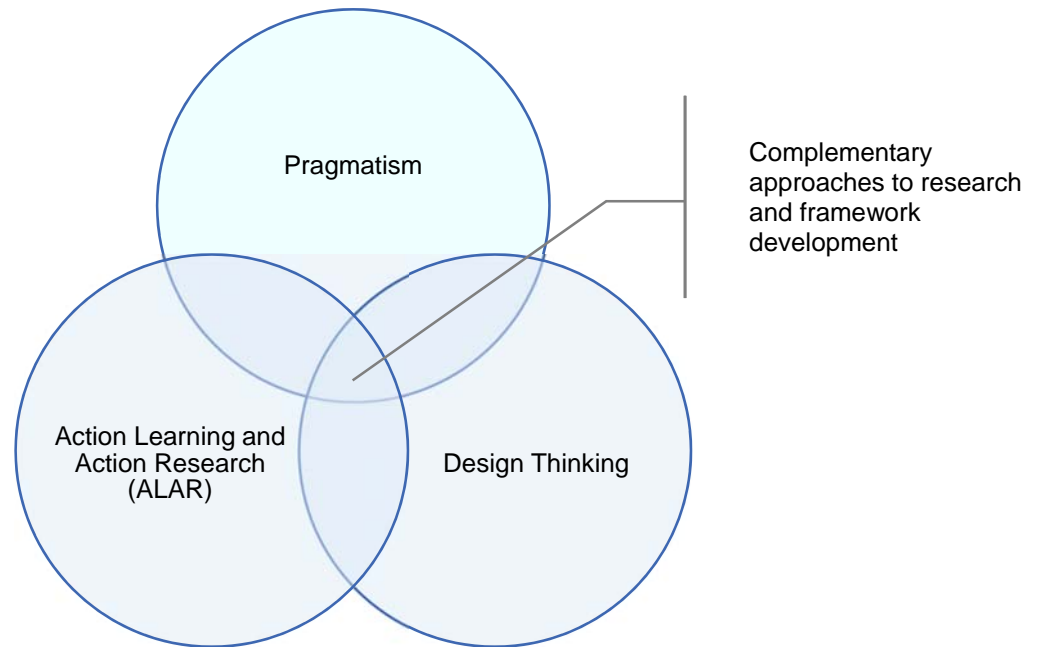 Pragmatism
Complementary
approaches to research
and framework
development
Action Learning and
Action Research
(ALAR)
Design Thinking